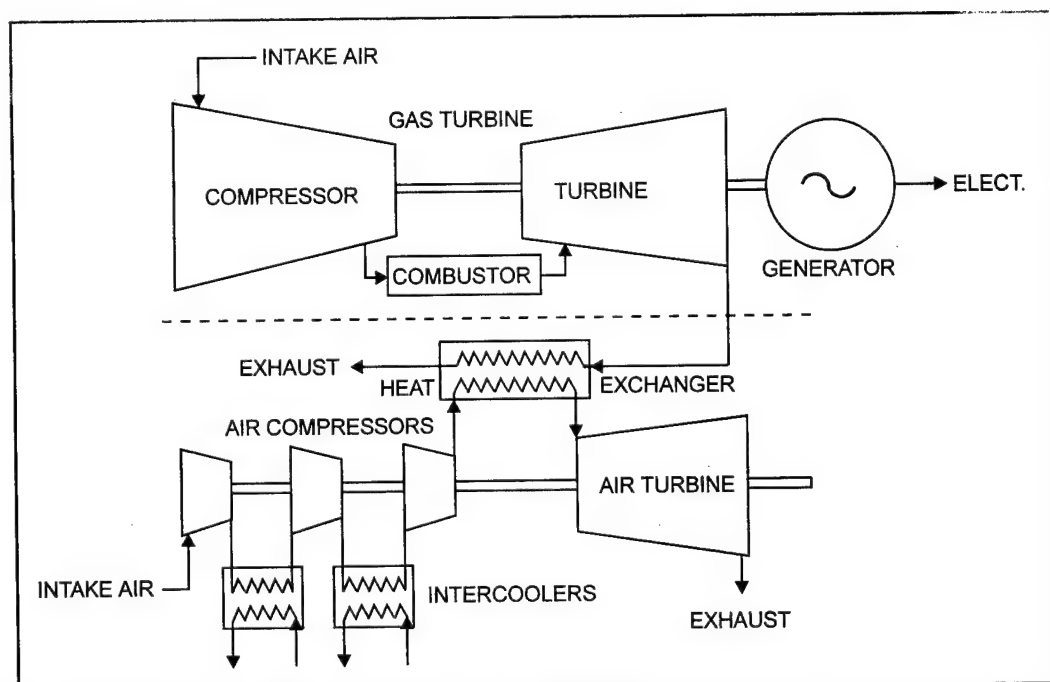 INTAKE AIR
GAS TURBINE
COMPRESSOR
TURBINE
ELECT.
GENERATOR
COMBUSTOR
EXHAUST
HEAT
EXCHANGER
AIR COMPRESSORS
AIR TURBINE
INTAKE AIR
INTERCOOLERS
EXHAUST